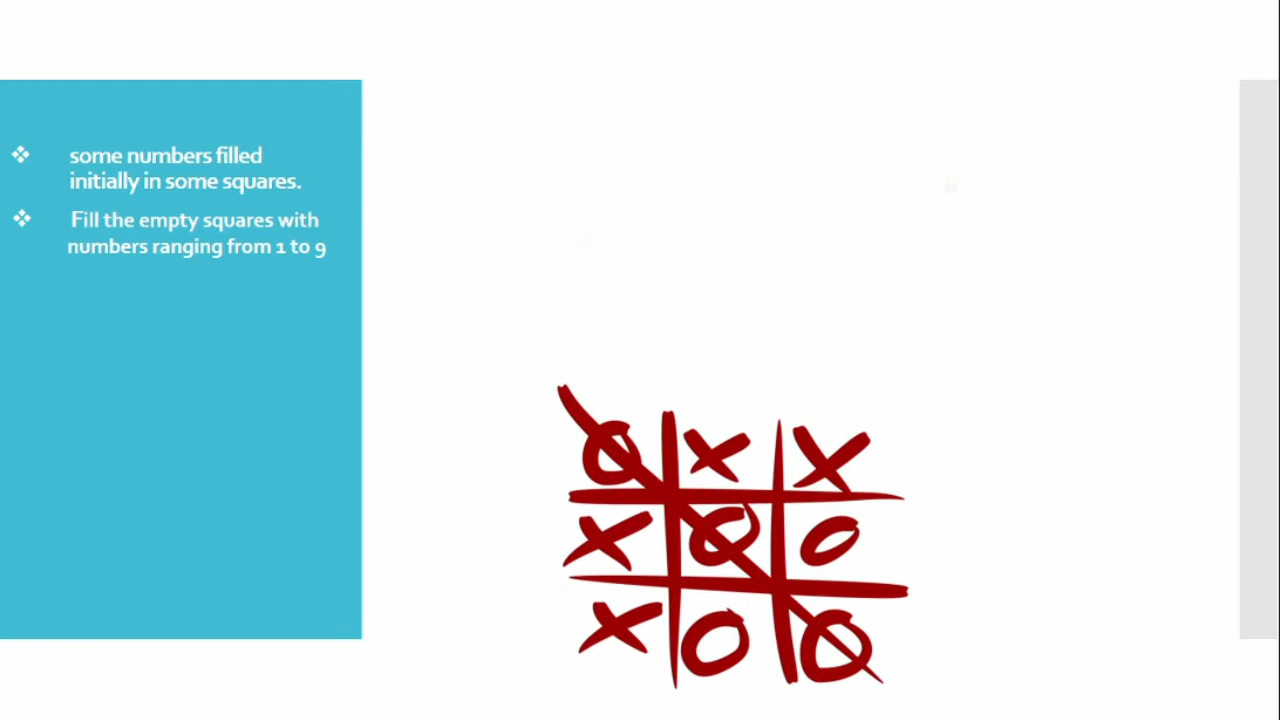 ❖ some numbers filled
initially in some squares.
❖ Fill the empty squares with
numbers ranging from 1 to 9
O X X
X O O
X O O